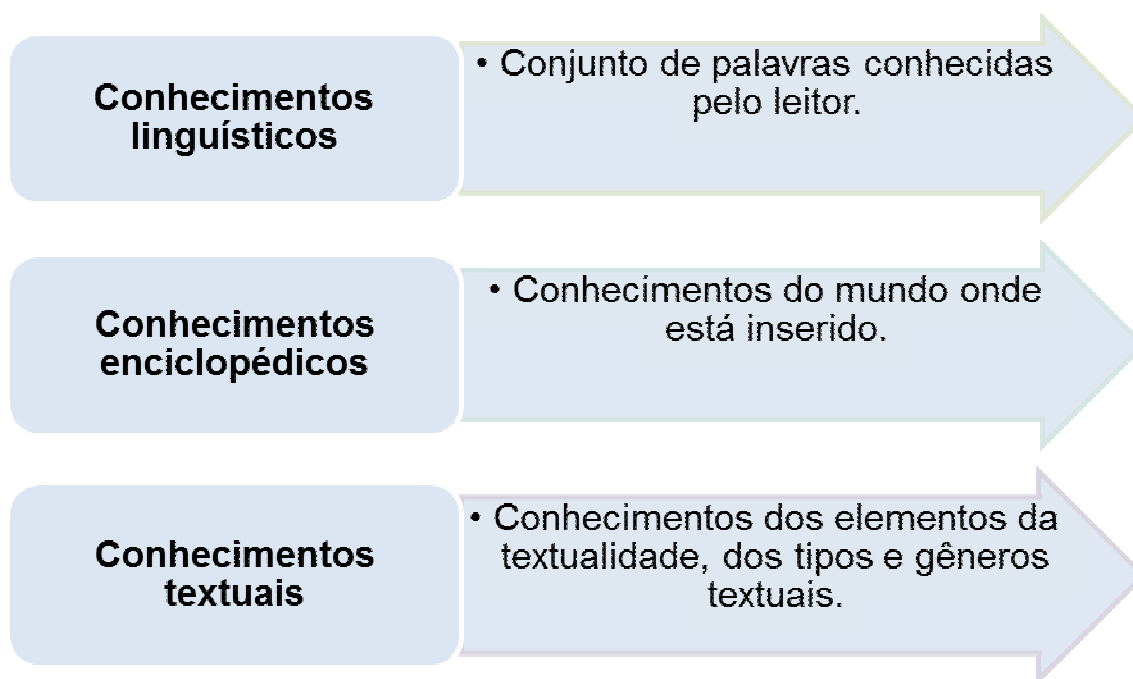 Conhecimentos
linguísticos
• Conjunto de palavras conhecidas
pelo leitor.
Conhecimentos
enciclopédicos
• Conhecimentos do mundo onde
está inserido.
Conhecimentos
textuais
• Conhecimentos dos elementos da
textualidade, dos tipos e gêneros
textuais.